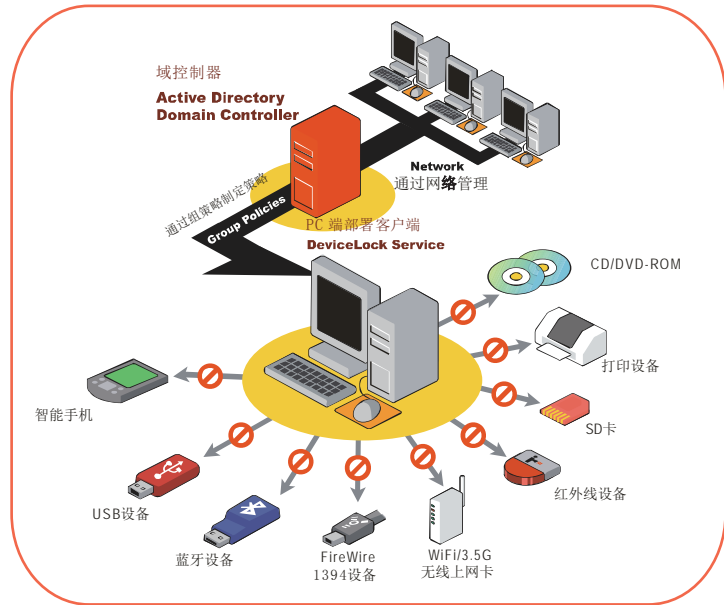 域控制器
Active Directory
Domain Controller
Network
通过网络管理
通过组策略制定策略
Group Policies
PC 端部署客户端
DeviceLock Service
CD/DVD-ROM
打印设备
SD卡
红外线设备
WiFi/3.5G
无线上网卡
FireWire
1394设备
蓝牙设备
USB设备
智能手机